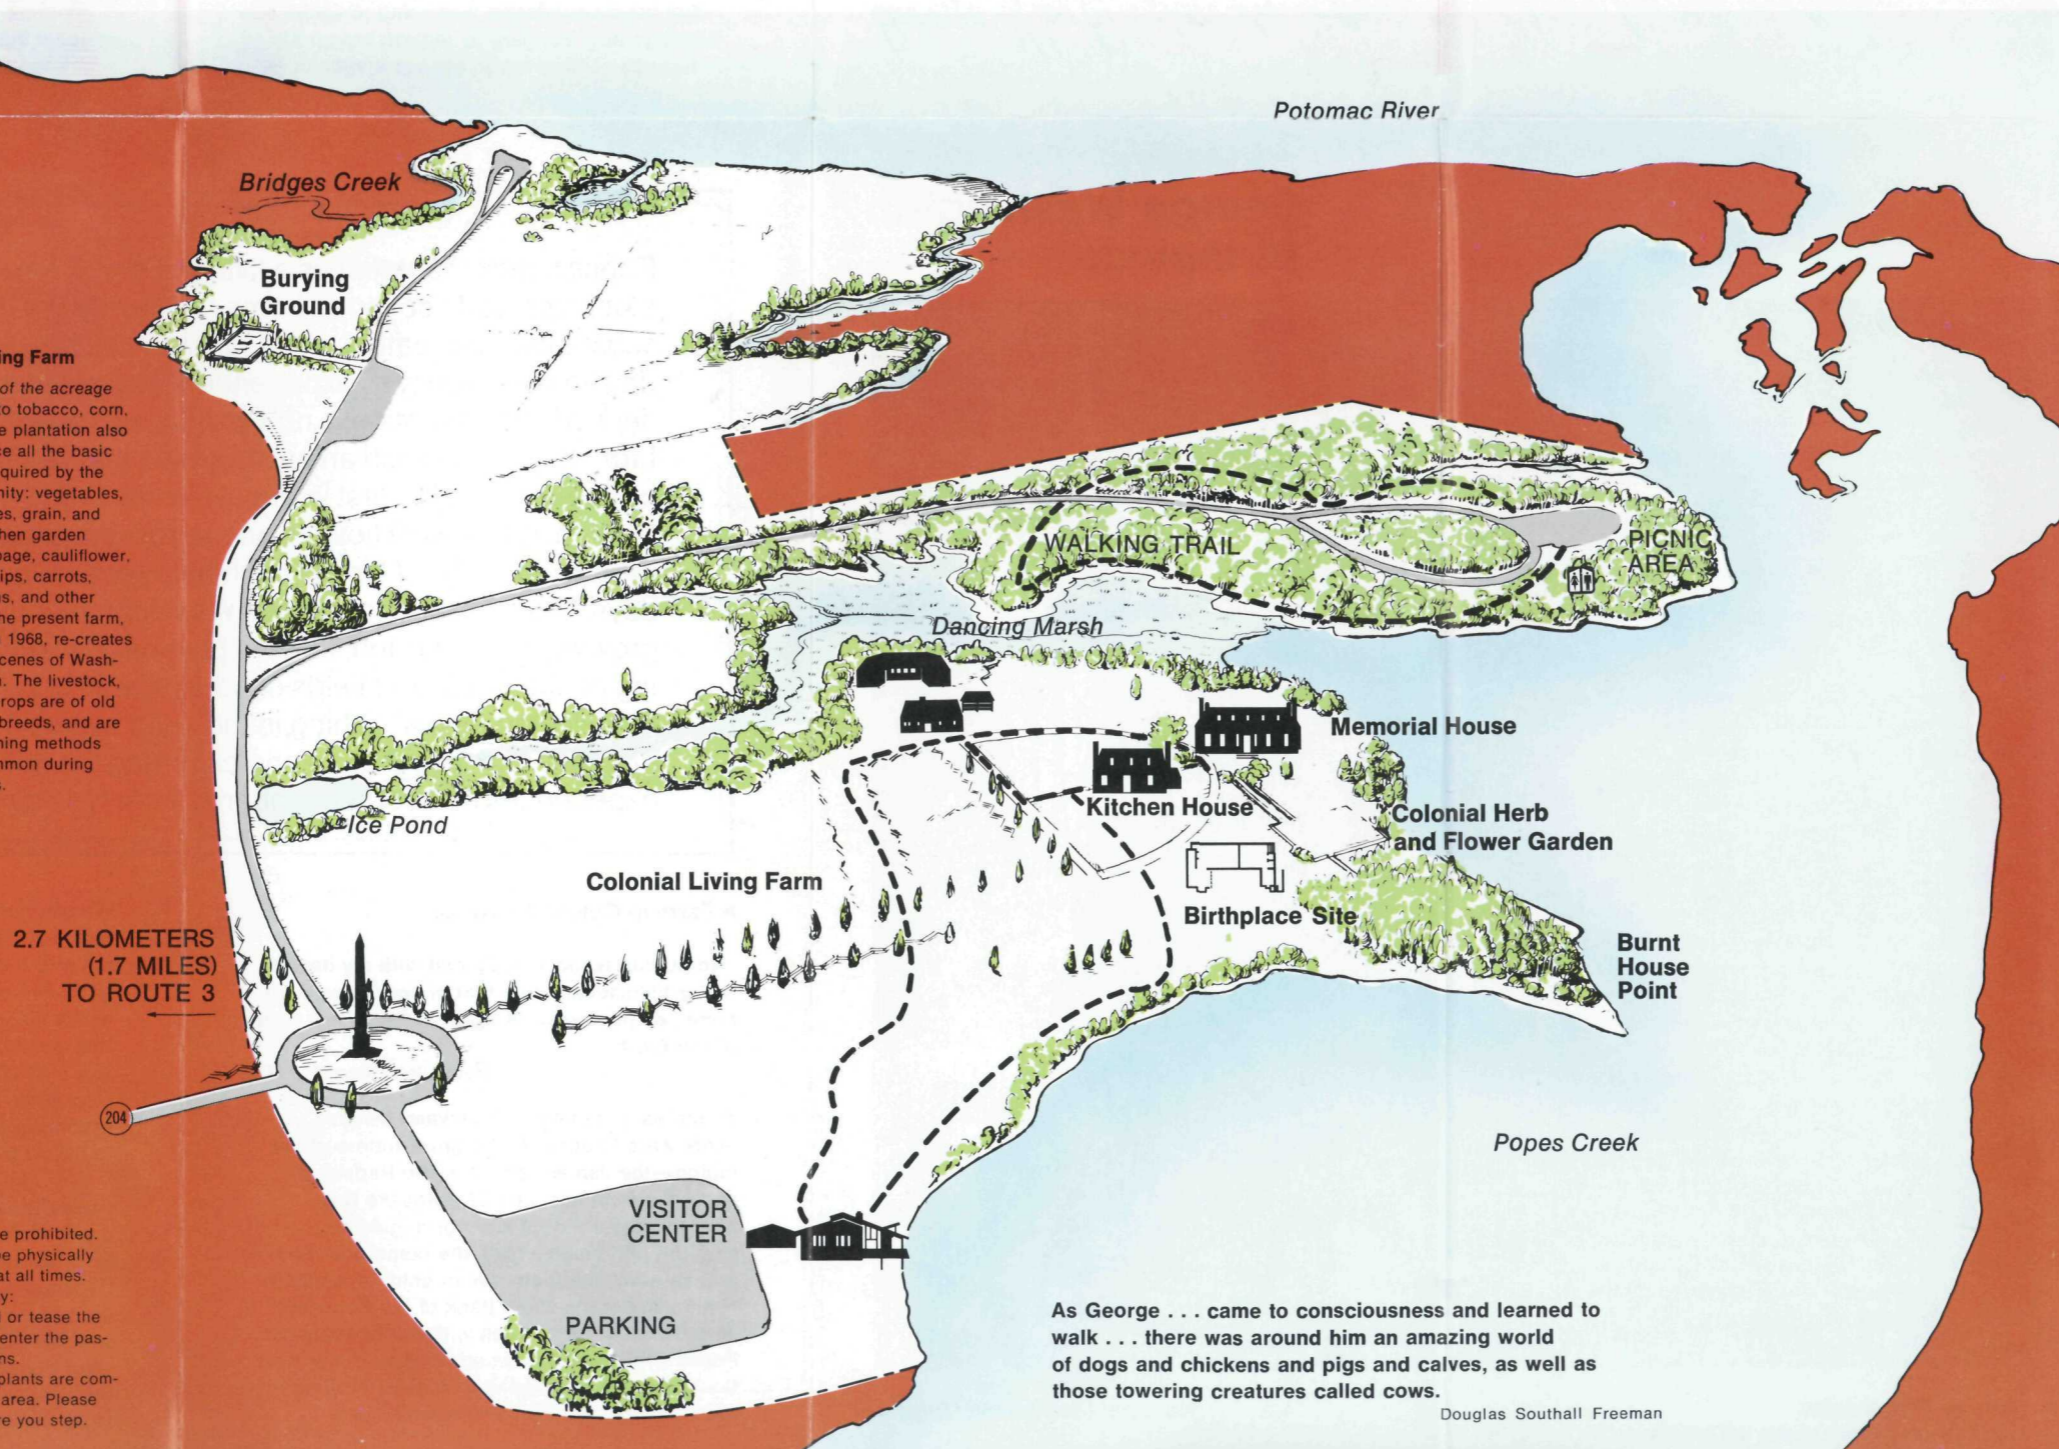 Potomac River
Bridges Creek
Burying
Ground
ing Farm
of the acreage
to tobacco, corn,
e plantation also
ce all the basic
quired by the
nity: vegetables,
es, grain, and
hen garden
bage, cauliflower,
ips, carrots,
ns, and other
he present farm,
1968, re-creates
cenes of Wash-
n. The livestock,
rops are of old
breeds, and are
ning methods
mmon during
s.
WALKING TRAIL
PICNIC
AREA
Dancing Marsh
Memorial House
Kitchen House
Colonial Herb
and Flower Garden
Ice Pond
Colonial Living Farm
Birthplace Site
Burnt
House
Point
2.7 KILOMETERS
(1.7 MILES)
TO ROUTE 3
204
Popes Creek
VISITOR
CENTER
PARKING
e prohibited.
be physically
at all times.
y:
l or tease the
enter the pas-
ns.
plants are com-
area. Please
re you step.
As George . . . came to consciousness and learned to
walk . . . there was around him an amazing world
of dogs and chickens and pigs and calves, as well as
those towering creatures called cows.
Douglas Southall Freeman